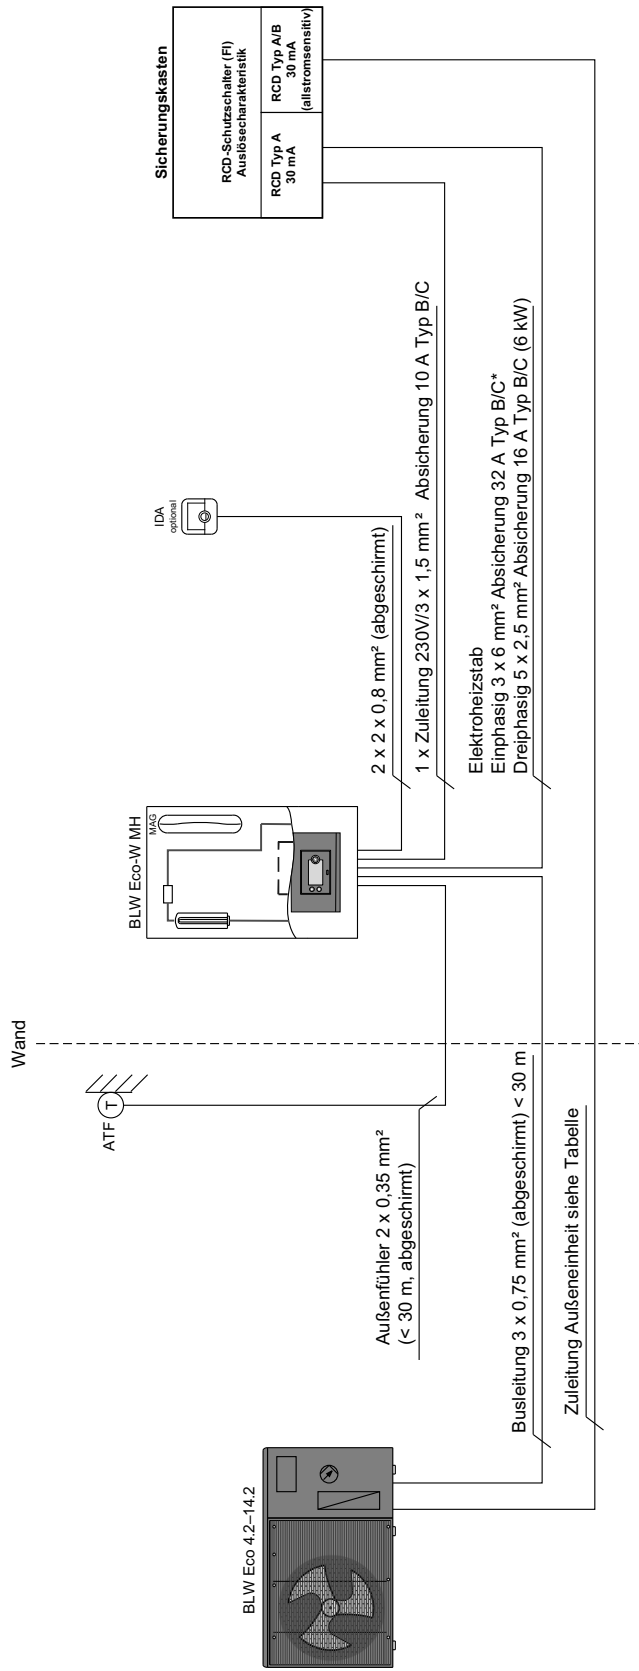 Wand
BLW Eco 4.2–14.2
ATF
T
BLW Eco-W MH
MAG
IDA
optional
Sicherungskasten
RCD-Schutzschalter (FI)
Auslösecharakteristik
RCD Typ A
30 mA
RCD Typ A/B
30 mA
(allstromsensitiv)
Außenfühler 2 x 0,35 mm²
(< 30 m, abgeschirmt)
2 x 2 x 0,8 mm² (abgeschirmt)
1 x Zuleitung 230V/3 x 1,5 mm² Absicherung 10 A Typ B/C
Elektroheizstab
Einphasig 3 x 6 mm² Absicherung 32 A Typ B/C*
Dreiphasig 5 x 2,5 mm² Absicherung 16 A Typ B/C (6 kW)
Busleitung 3 x 0,75 mm² (abgeschirmt) < 30 m
Zuleitung Außeneinheit siehe Tabelle